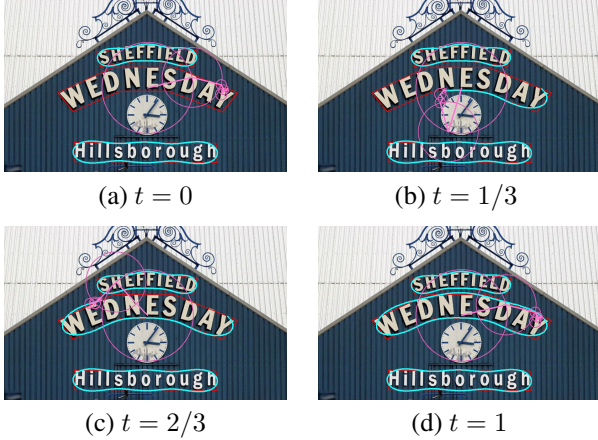 SHEFFIELD
WEDNESDAY
Hillsborough
(a) t = 0
SHEFFIELD
WEDNESDAY
Hillsborough
(b) t = 1/3
SHEFFIELD
WEDNESDAY
Hillsborough
(c) t = 2/3
SHEFFIELD
WEDNESDAY
Hillsborough
(d) t = 1